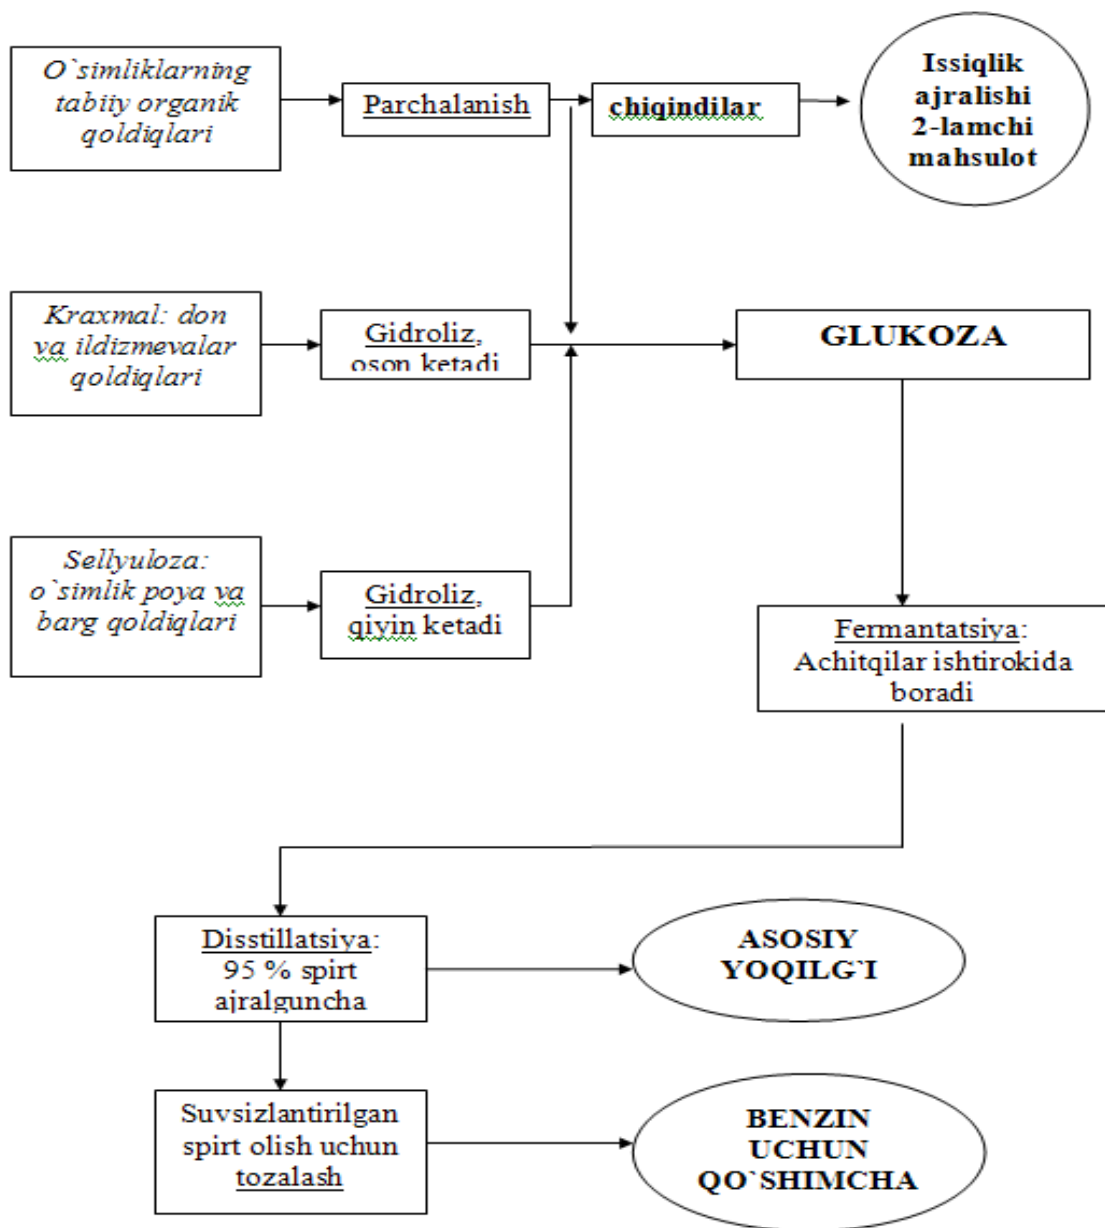 O`simliklarning
tabiiy organik
qoldiqlari
Parchalanish
chiqindilar
Issiqlik
ajralishi
2-lamchi
mahsulot
Kraxmal: don
va ildizmevalar
qoldiqlari
Gidroliz,
oson ketadi
GLUKOZA
Sellyuloza:
o`simlik poya va
barg qoldiqlari
Gidroliz,
qiyin ketadi
Fermantatsiya:
Achitqilar ishtirokida
boradi
Disstillatsiya:
95 % spirt
ajralguncha
ASOSIY
YOQILG`I
Suvsizlantirilgan
spirt olish uchun
tozalash
BENZIN
UCHUN
QO`SHIMCHA